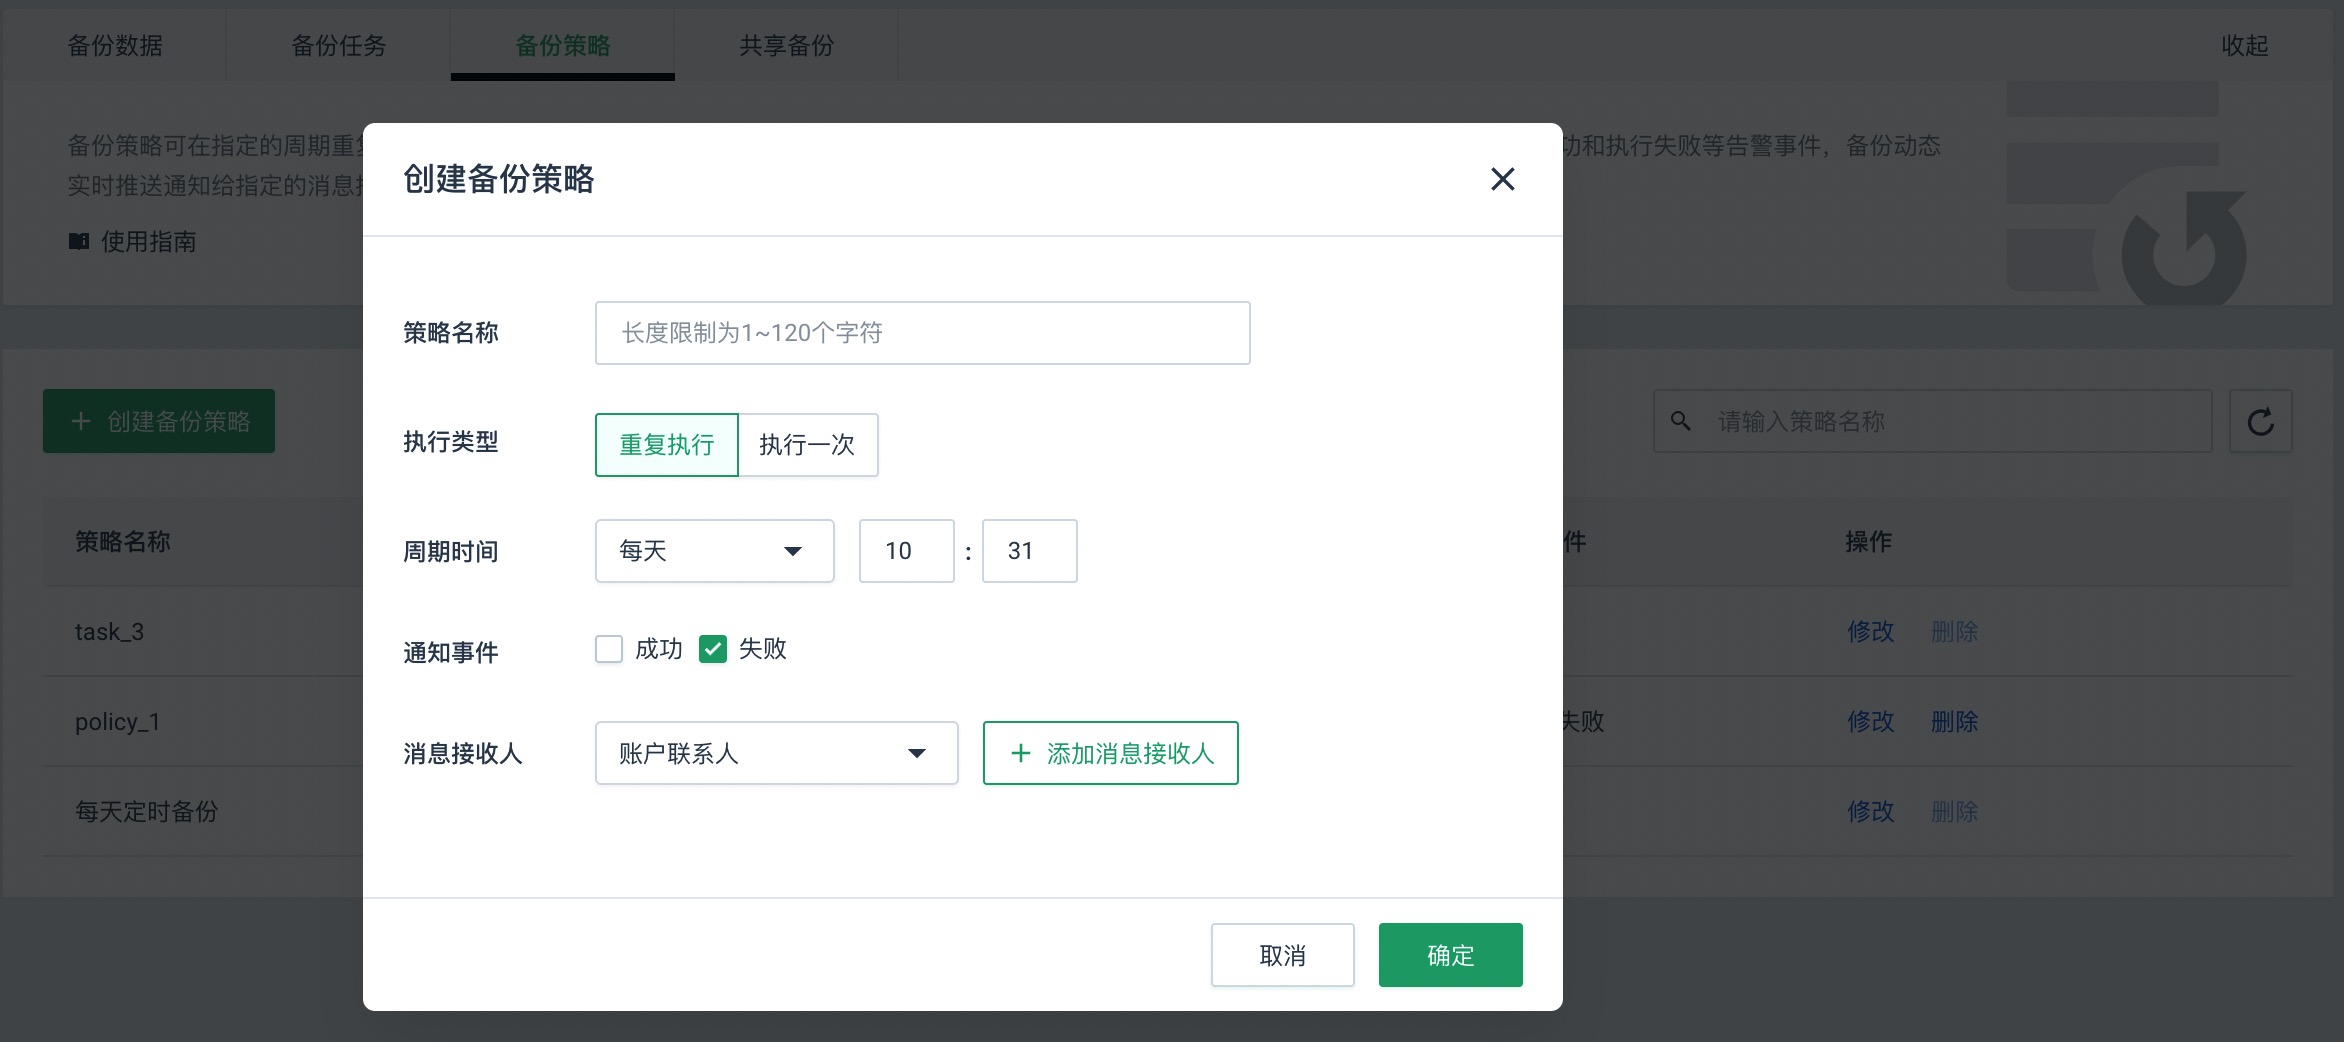 备份数据
备份任务
备份策略
共享备份
收起
备份策略可在指定的周期重
功和执行失败等告警事件，备份动态
实时推送通知给指定的消息
使用指南
创建备份策略
请输入策略名称
策略名称
件
操作
task_3
修改
删除
policy_1
失败
修改
删除
每天定时备份
修改
删除
创建备份策略
策略名称
长度限制为1~120个字符
执行类型
重复执行
执行一次
周期时间
每天
10 : 31
通知事件
成功
失败
消息接收人
账户联系人
添加消息接收人
取消
确定